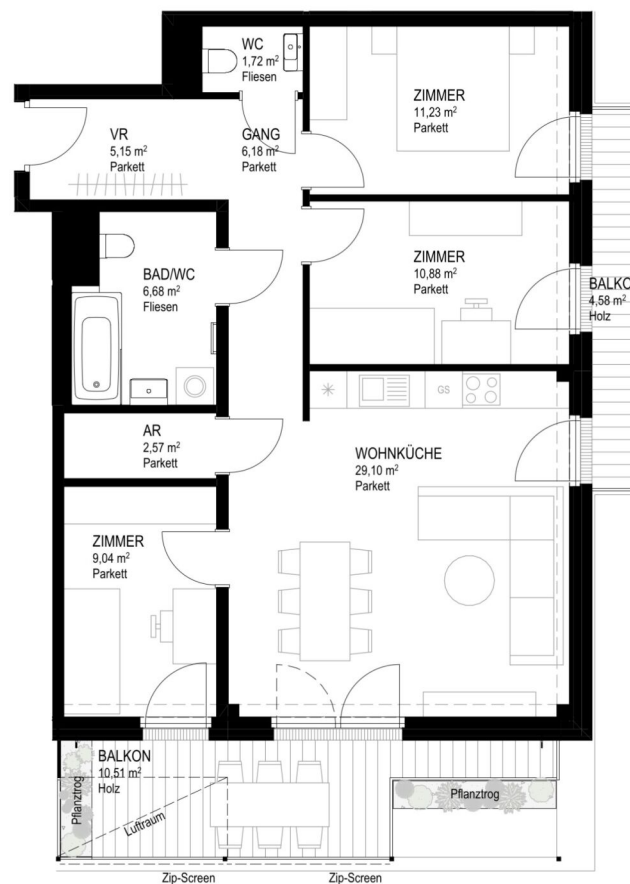 WC
1,72 m²
Fliesen
ZIMMER
11,23 m²
Parkett
VR
5,15 m²
Parkett
GANG
6,18 m²
Parkett
ZIMMER
10,88 m²
Parkett
BAD/WC
6,68 m²
Fliesen
BALKO
4,58 m²
Holz
GS
AR
2,57 m²
Parkett
WOHNKÜCHE
29,10 m²
Parkett
ZIMMER
9,04 m²
Parkett
BALKON
10,51 m²
Holz
Pflanztrog
Luftraum
Pflanztrog
Zip-Screen
Zip-Screen